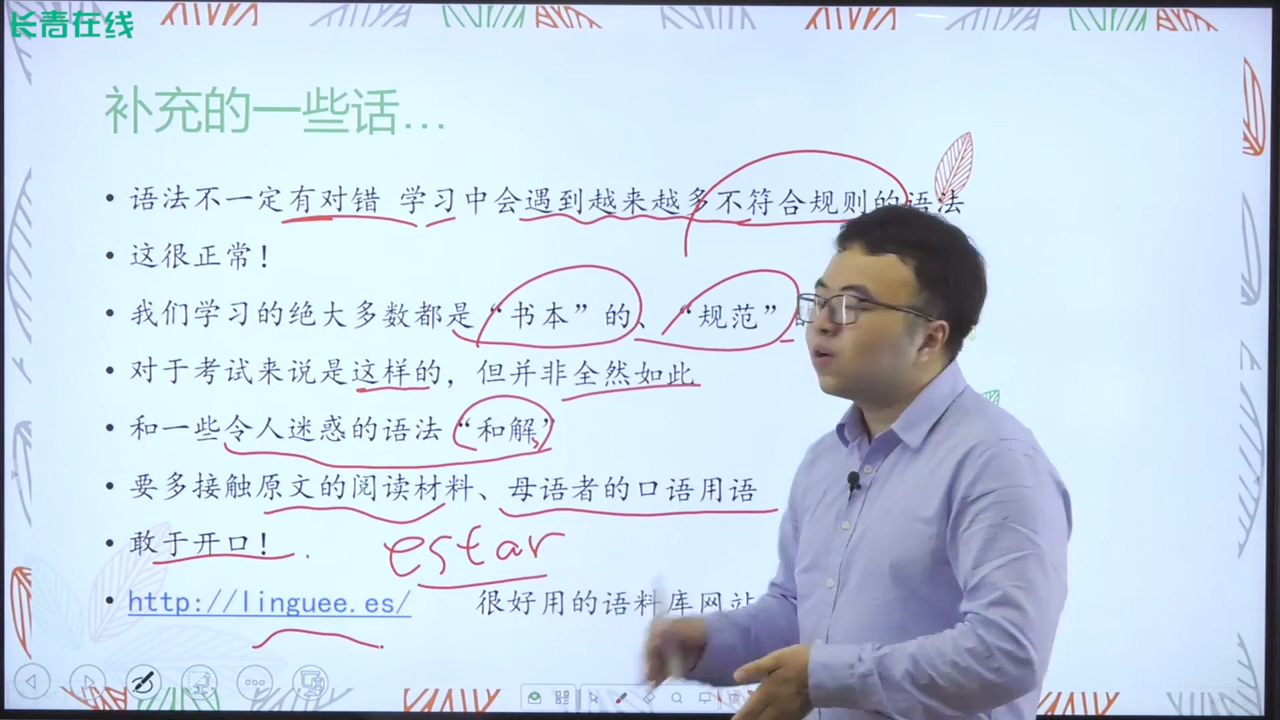 长青在线
补充的一些话…
• 语法不一定有对错 学习中会遇到越来越多不符合规则的语法
• 这很正常！
• 我们学习的绝大多数都是“书本”的、“规范”
• 对于考试来说是这样的，但并非全然如此
• 和一些令人迷惑的语法“和解”
• 要多接触原文的阅读材料、母语者的口语用语
• 敢于开口！
estar
• http://linguee.es/ 很好用的语料库网站